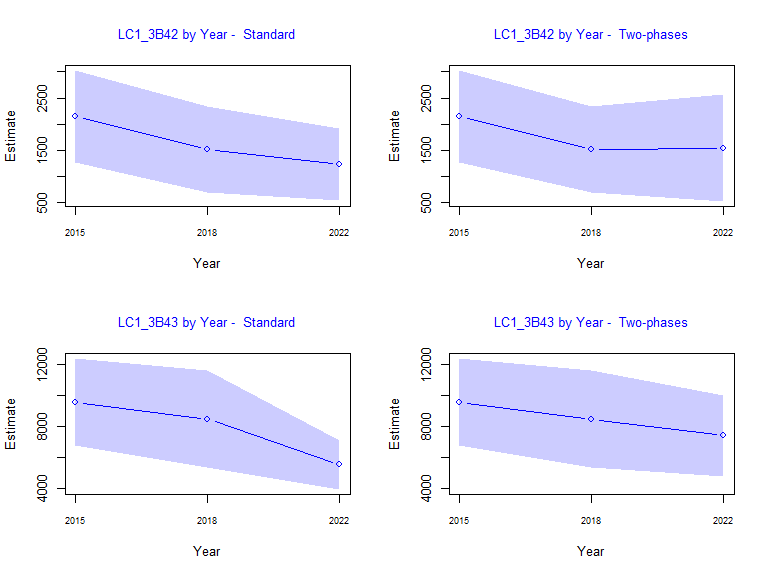 LC1_3B42 by Year - Standard
Estimate
2500
1500
500
2015
2018
2022
Year
LC1_3B42 by Year - Two-phases
Estimate
2500
1500
500
2015
2018
2022
Year
LC1_3B43 by Year - Standard
Estimate
12000
8000
4000
2015
2018
2022
Year
LC1_3B43 by Year - Two-phases
Estimate
12000
8000
4000
2015
2018
2022
Year